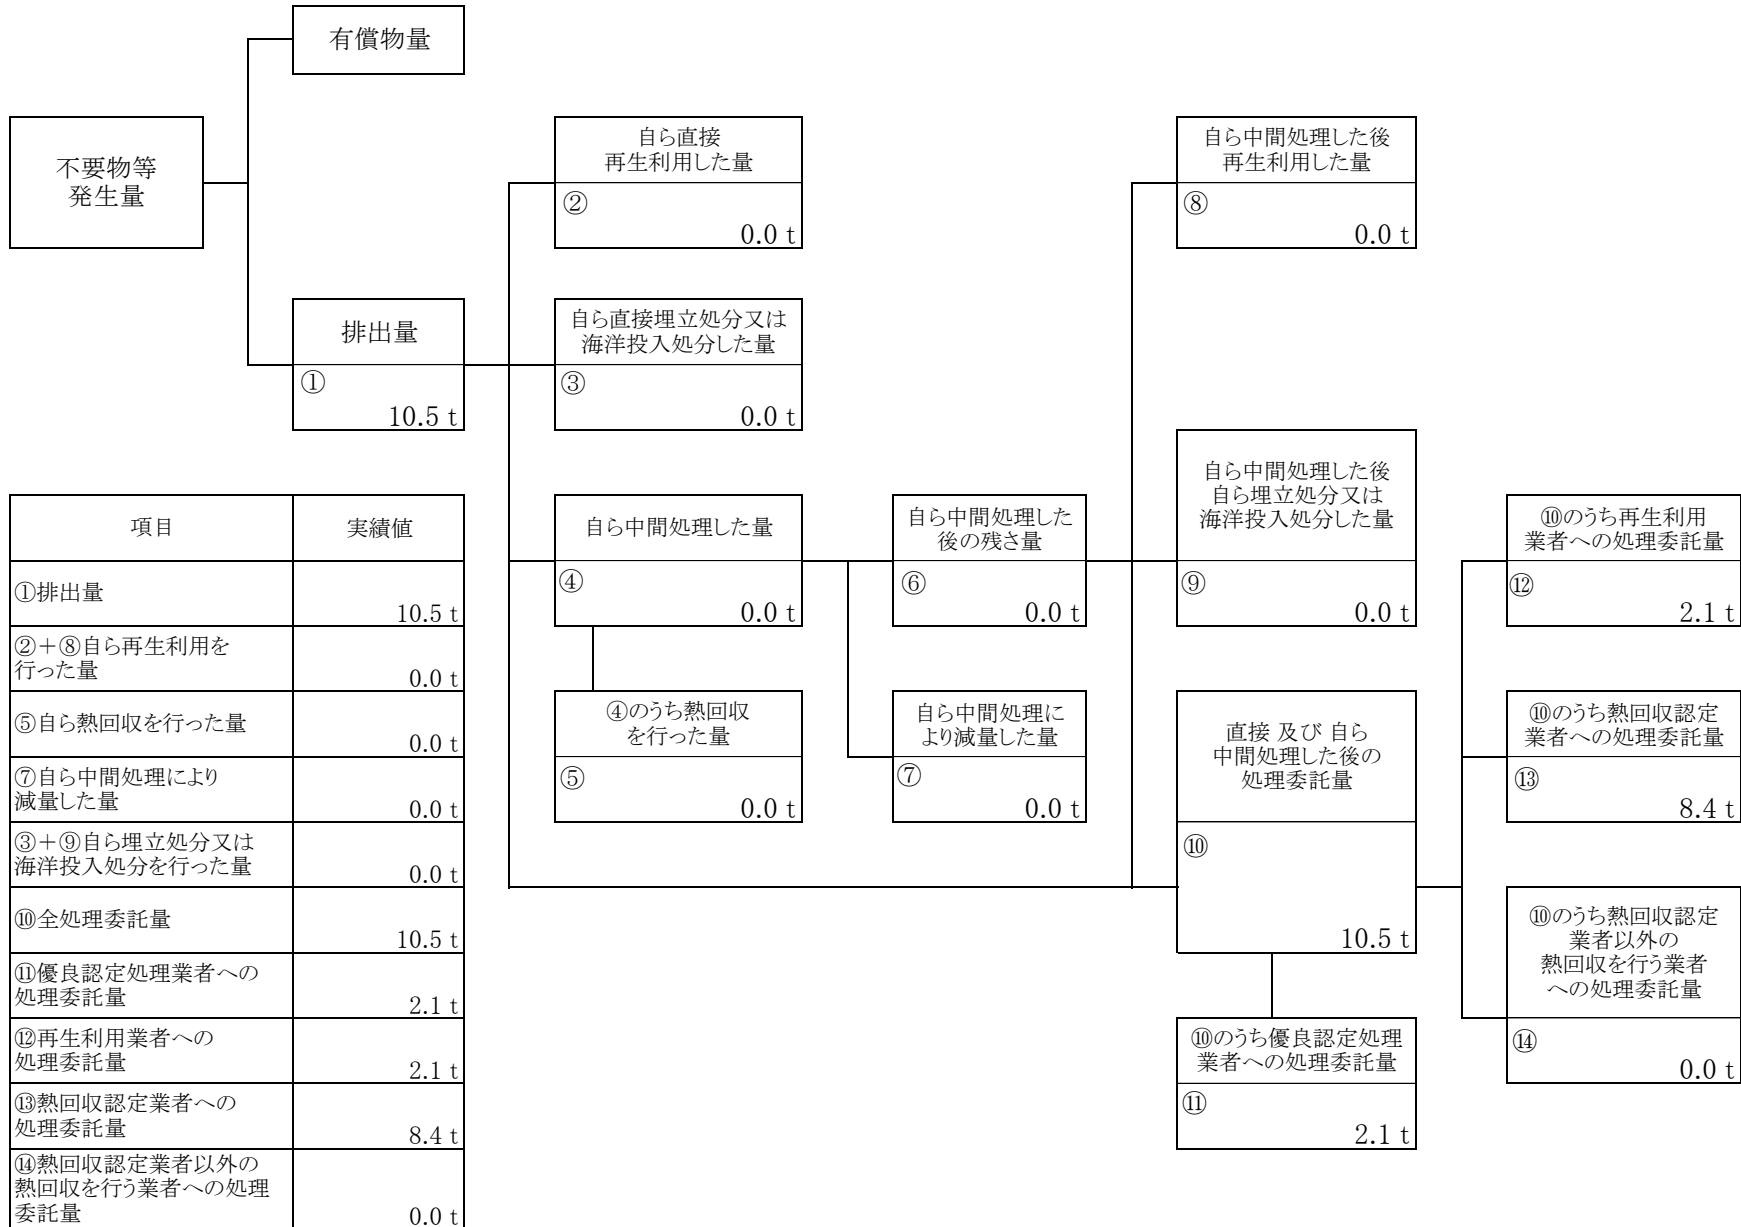 有償物量
不要物等
発生量
排出量
①
10.5 t
自ら直接
再生利用した量
②
0.0 t
自ら直接埋立処分又は
海洋投入処分した量
③
0.0 t
自ら中間処理した量
④
0.0 t
④のうち熱回収
を行った量
⑤
0.0 t
自ら中間処理した
後の残さ量
⑥
0.0 t
自ら中間処理に
より減量した量
⑦
0.0 t
自ら中間処理した後
再生利用した量
⑧
0.0 t
自ら中間処理した後
自ら埋立処分又は
海洋投入処分した量
⑨
0.0 t
直接 及び 自ら
中間処理した後の
処理委託量
⑩
10.5 t
⑩のうち優良認定処理
業者への処理委託量
⑪
2.1 t
⑩のうち再生利用
業者への処理委託量
⑫
2.1 t
⑩のうち熱回収認定
業者への処理委託量
⑬
8.4 t
⑩のうち熱回収認定
業者以外の
熱回収を行う業者
への処理委託量
⑭
0.0 t
項目 実績値
①排出量
10.5 t
②＋⑧自ら再生利用を
行った量
0.0 t
⑤自ら熱回収を行った量
0.0 t
⑦自ら中間処理により
減量した量
0.0 t
③＋⑨自ら埋立処分又は
海洋投入処分を行った量
0.0 t
⑩全処理委託量
10.5 t
⑪優良認定処理業者への
処理委託量
2.1 t
⑫再生利用業者への
処理委託量
2.1 t
⑬熱回収認定業者への
処理委託量
8.4 t
⑭熱回収認定業者以外の
熱回収を行う業者への処理
委託量
0.0 t